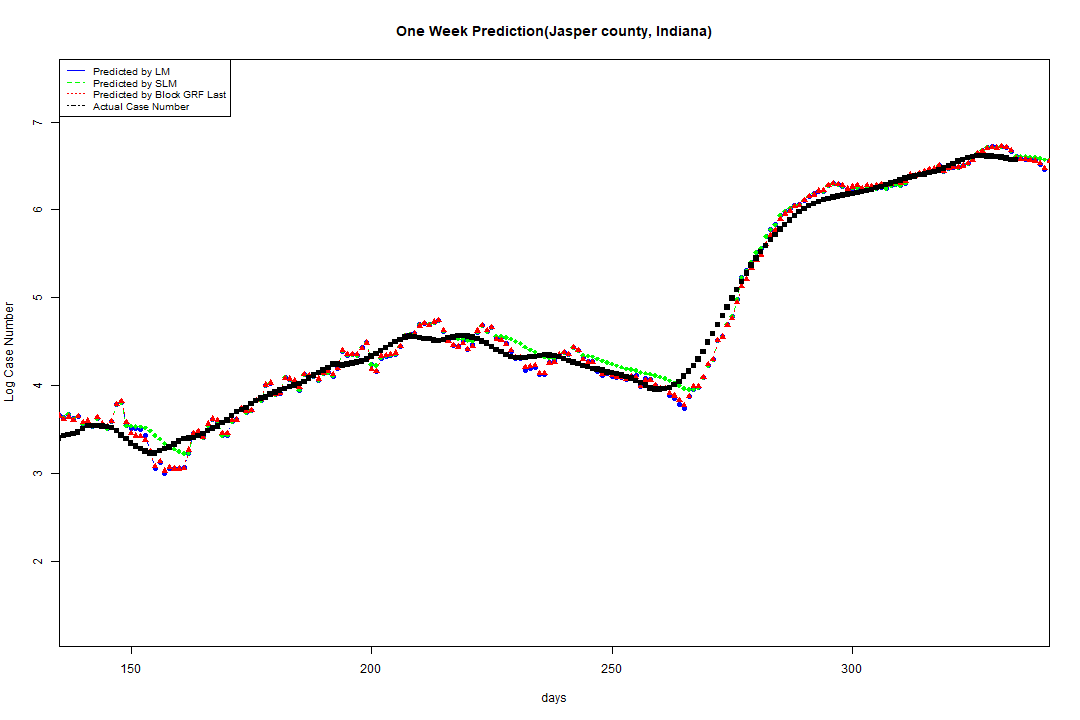 One Week Prediction(Jasper county, Indiana)
Predicted by LM
Predicted by SLM
Predicted by Block GRF Last
Actual Case Number
7
6
5
4
3
2
Log Case Number
150 200 250 300
days